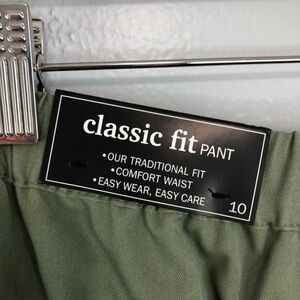 classic fit PANT
•OUR TRADITIONAL FIT
•COMFORT WAIST
•EASY WEAR, EASY CARE
10